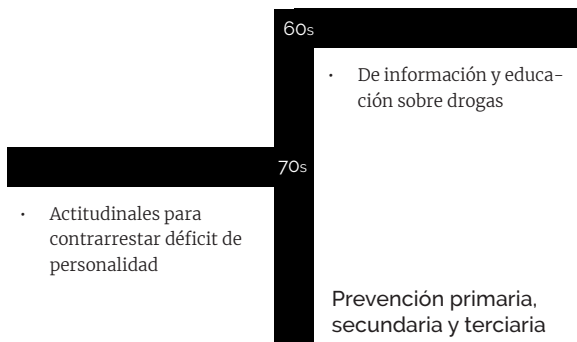 60s
• De información y educa-
ción sobre drogas
70s
• Actitudinales para
contrarrestar déficit de
personalidad
Prevención primaria,
secundaria y terciaria